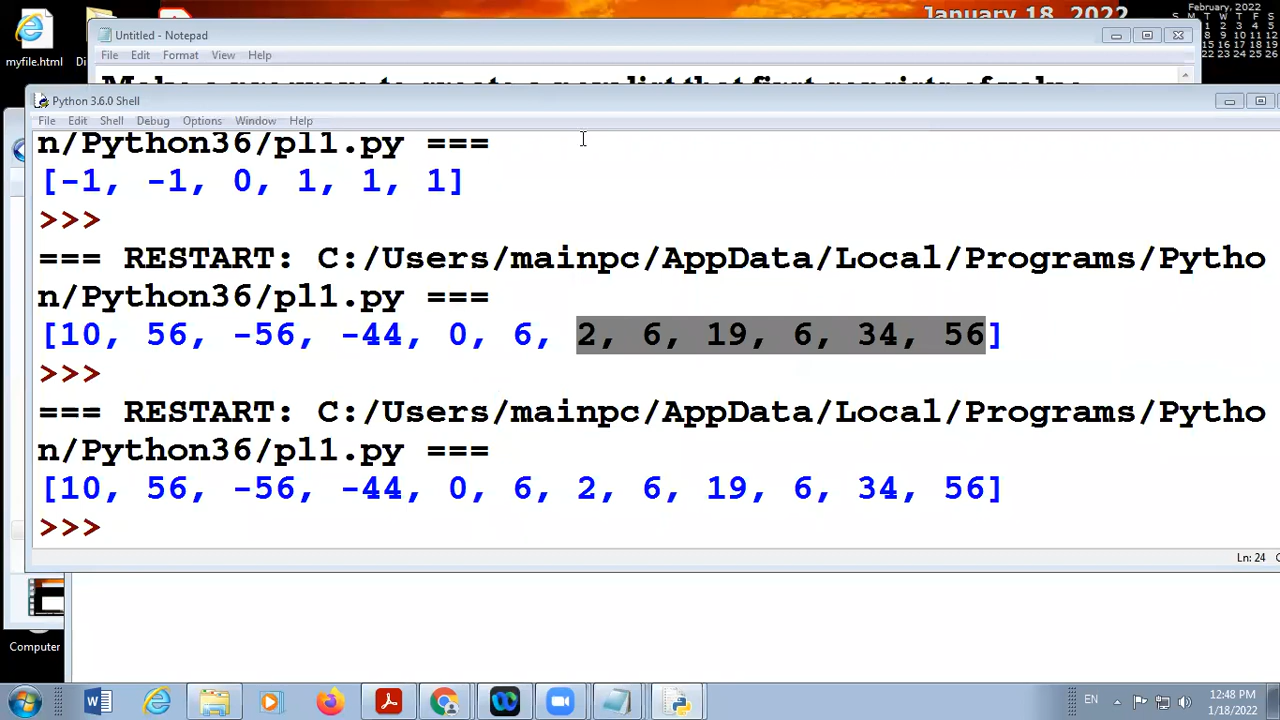 January 18, 2022
February, 2022
S M T W T F S
myfile.html
Untitled - Notepad
File Edit Format View Help
Python 3.6.0 Shell
File Edit Shell Debug Options Window Help
n/Python36/pl1.py ===
[-1, -1, 0, 1, 1, 1]
>>>
=== RESTART: C:/Users/mainpc/AppData/Local/Programs/Pytho
n/Python36/pl1.py ===
[10, 56, -56, -44, 0, 6, 2, 6, 19, 6, 34, 56]
>>>
=== RESTART: C:/Users/mainpc/AppData/Local/Programs/Pytho
n/Python36/pl1.py ===
[10, 56, -56, -44, 0, 6, 2, 6, 19, 6, 34, 56]
>>>
Ln: 24
Computer
EN
12:48 PM
1/18/2022